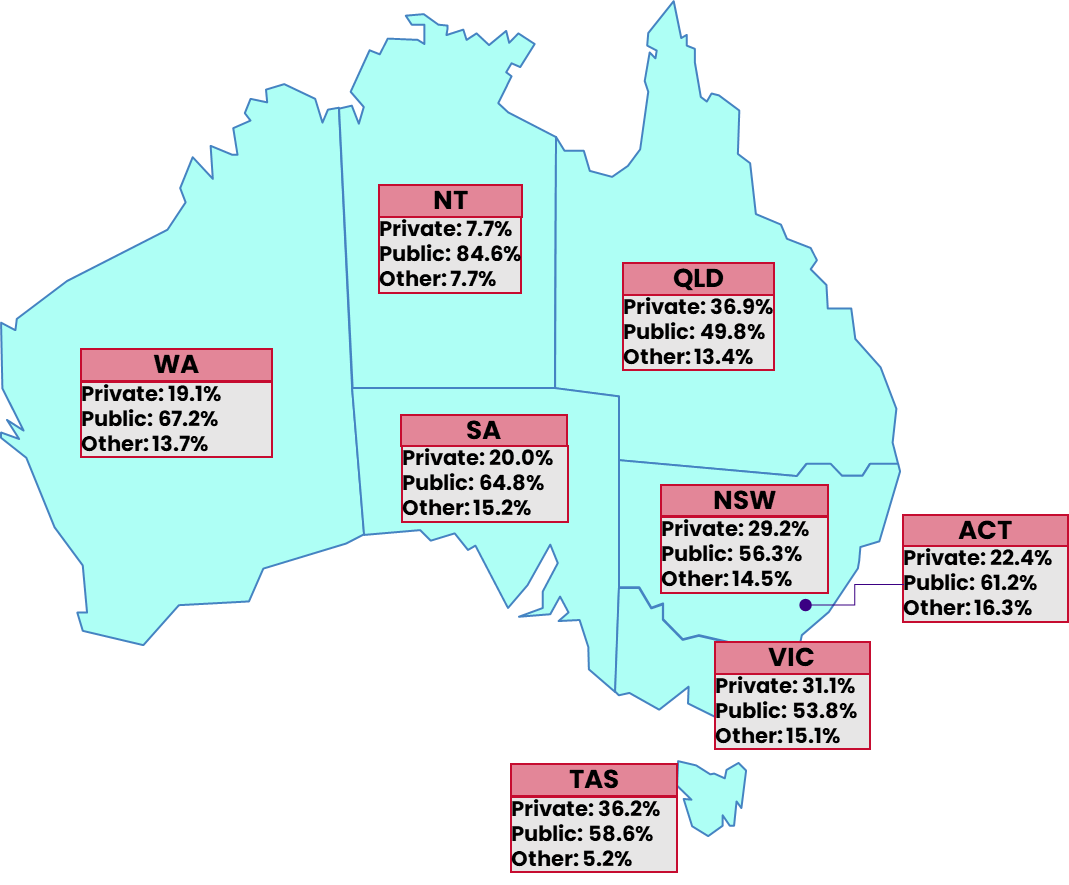 NT
Private: 7.7%
Public: 84.6%
Other: 7.7%
QLD
Private: 36.9%
Public: 49.8%
Other: 13.4%
WA
Private: 19.1%
Public: 67.2%
Other: 13.7%
SA
Private: 20.0%
Public: 64.8%
Other: 15.2%
NSW
Private: 29.2%
Public: 56.3%
Other: 14.5%
ACT
Private: 22.4%
Public: 61.2%
Other: 16.3%
VIC
Private: 31.1%
Public: 53.8%
Other: 15.1%
TAS
Private: 36.2%
Public: 58.6%
Other: 5.2%